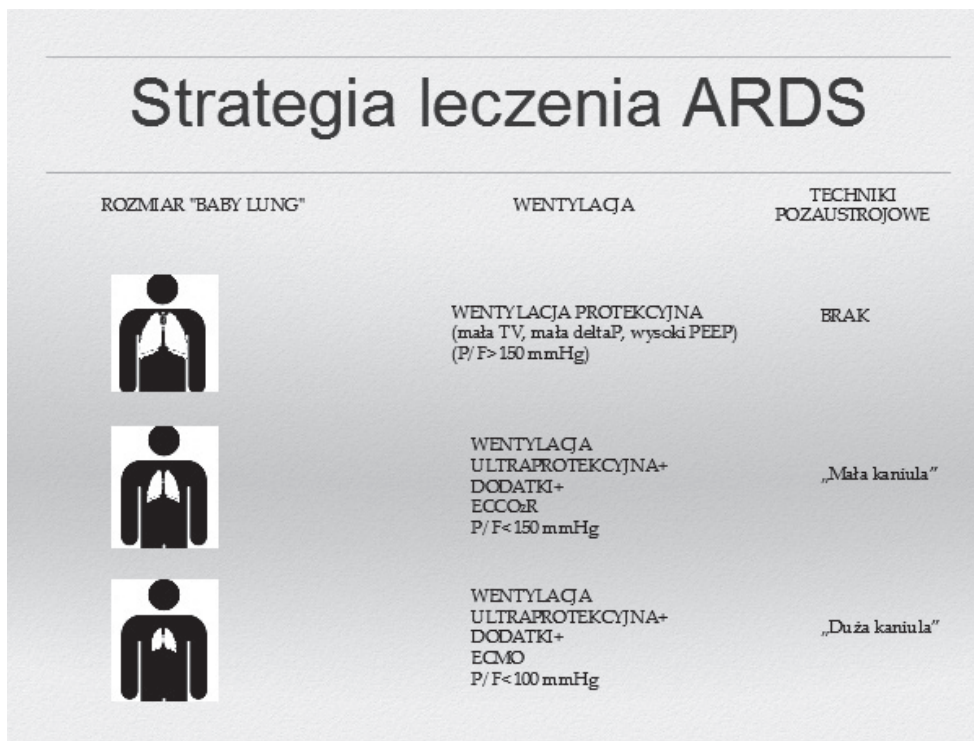 Strategia leczenia ARDS
ROZMIAR "BABY LUNG"
WENTYLACJA
TECHNIKI
POZAUSTROJOWE
WENTYLACJA PROTEKCYJNA
(mała TV, mała deltaP, wysoki PEEP)
(P/F>150 mmHg)
BRAK
WENTYLACJA
ULTRAPROTEKCYJNA+
DODATKI+
ECCO₂R
P/F<150 mmHg
„Mała kaniula”
WENTYLACJA
ULTRAPROTEKCYJNA+
DODATKI+
ECMO
P/F<100 mmHg
„Duża kaniula”